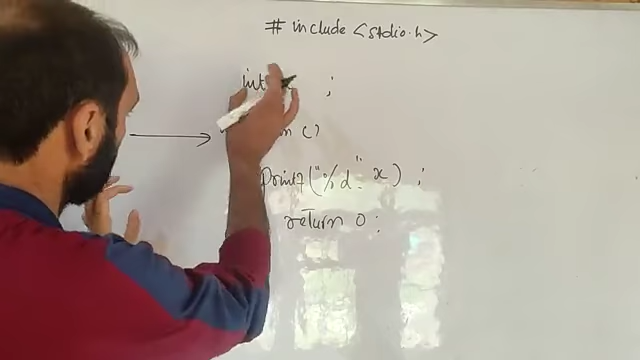 # include <stdio.h>
int ;
()
printf("%d", x) ;
return 0 ;